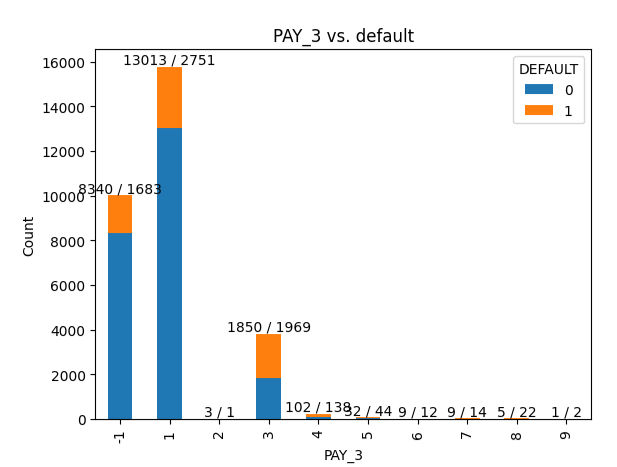 PAY_3 vs. default
DEFAULT
0
1
16000
14000
12000
10000
8000
6000
4000
2000
0
Count
8340 / 1683
13013 / 2751
3 / 1
1850 / 1969
102 / 138
32 / 44
9 / 12
9 / 14
5 / 22
1 / 2
-1
1
2
3
4
5
6
7
8
9
PAY_3